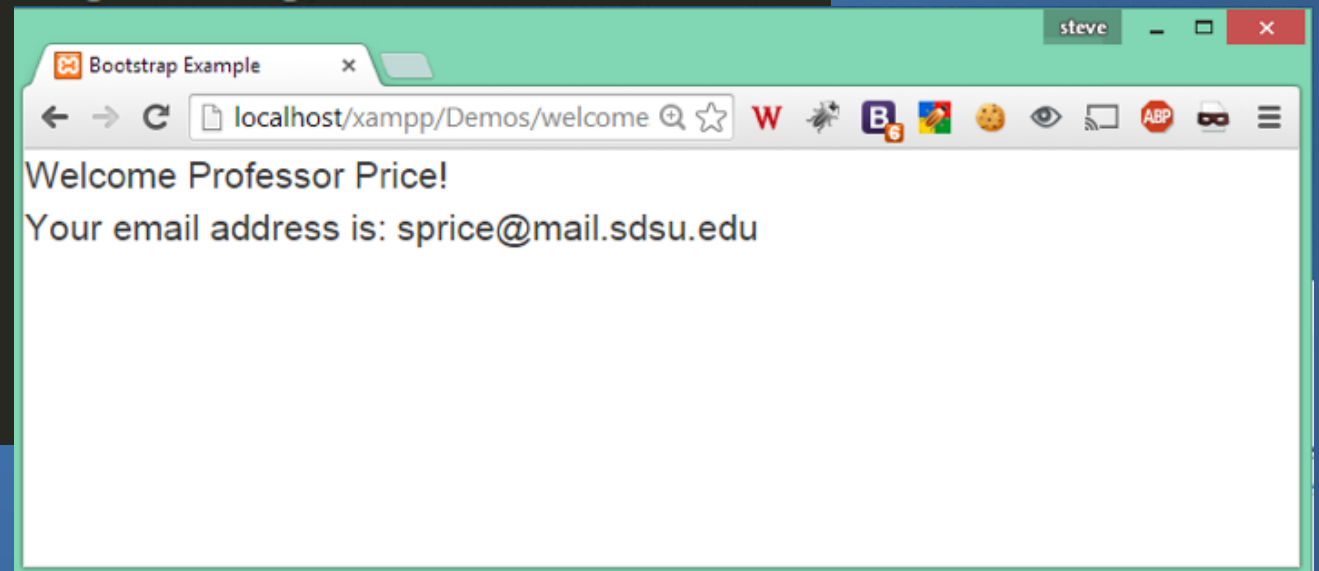 steve
Bootstrap Example
localhost/xampp/Demos/welcome
W
B
6
ABP
Welcome Professor Price!
Your email address is: sprice@mail.sdsu.edu